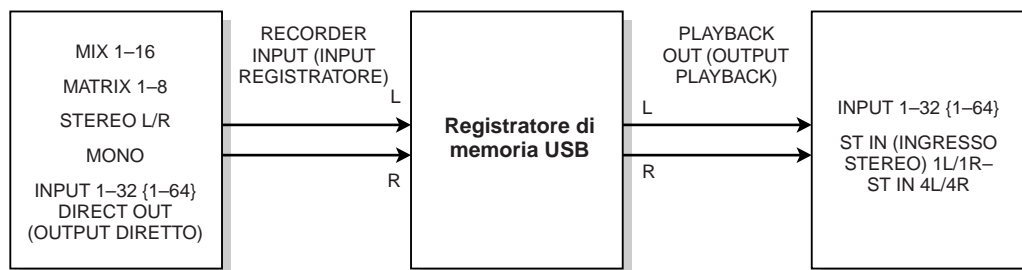 MIX 1–16
MATRIX 1–8
STEREO L/R
MONO
INPUT 1–32 {1–64}
DIRECT OUT
(OUTPUT DIRETTO)
RECORDER
INPUT (INPUT
REGISTRATORE)
L
R
Registratore di
memoria USB
PLAYBACK
OUT (OUTPUT
PLAYBACK)
L
R
INPUT 1–32 {1–64}
ST IN (INGRESSO
STEREO) 1L/1R–
ST IN 4L/4R